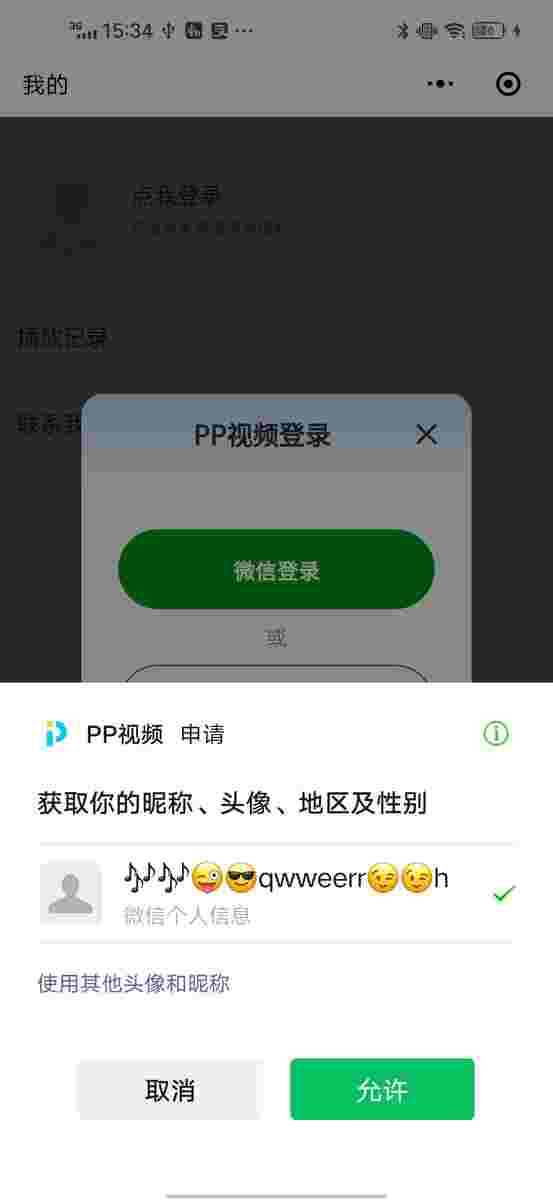 3G 15:34
我的
点我登录
播放记录
联系我
PP视频登录
微信登录
或
PP视频 申请
获取你的昵称、头像、地区及性别
🎶🎶😜😎qwweerr😉😉h
微信个人信息
使用其他头像和昵称
取消 允许